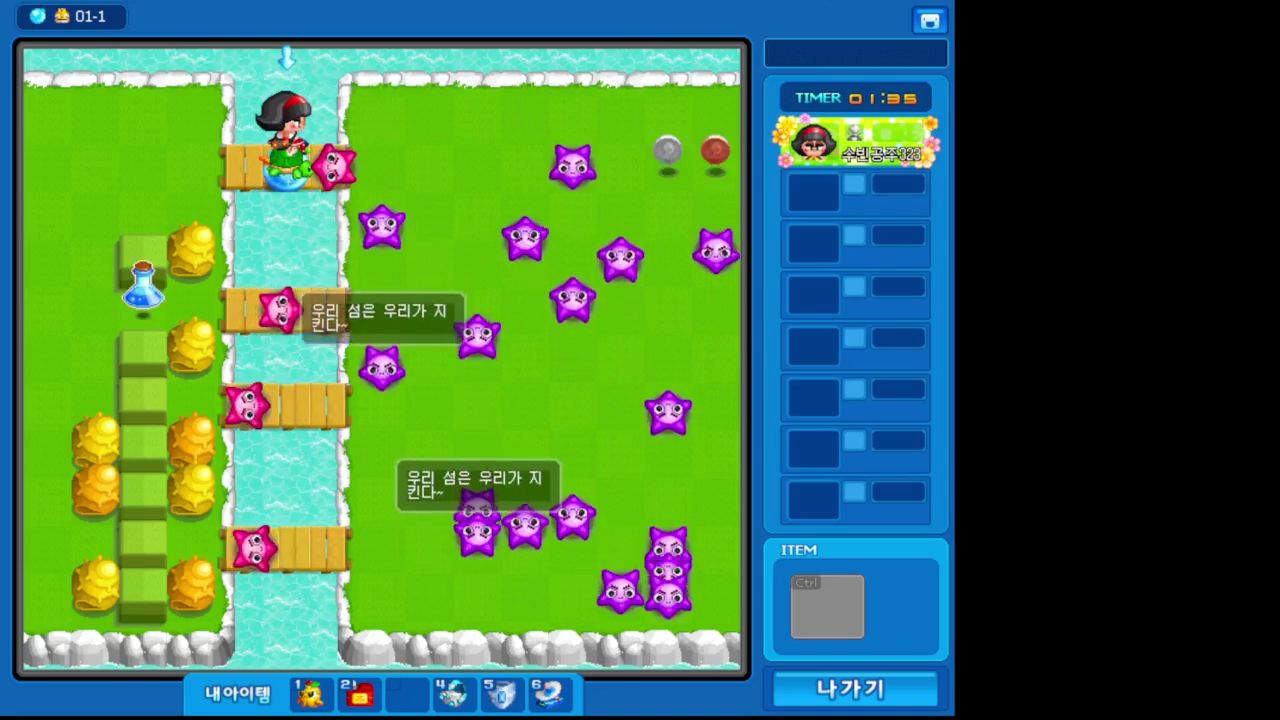 01-1
TIMER 01:35
수빈공주323
우리 섬은 우리가 지
킨다~
우리 섬은 우리가 지
킨다~
ITEM
Ctrl
내아이템
1
2
4
5
6
나가기